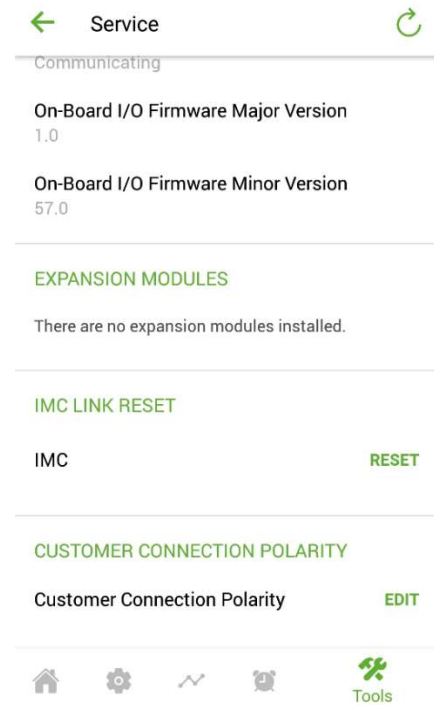 Service
Communicating
On-Board I/O Firmware Major Version
1.0
On-Board I/O Firmware Minor Version
57.0
EXPANSION MODULES
There are no expansion modules installed.
IMC LINK RESET
IMC RESET
CUSTOMER CONNECTION POLARITY
Customer Connection Polarity EDIT
Tools